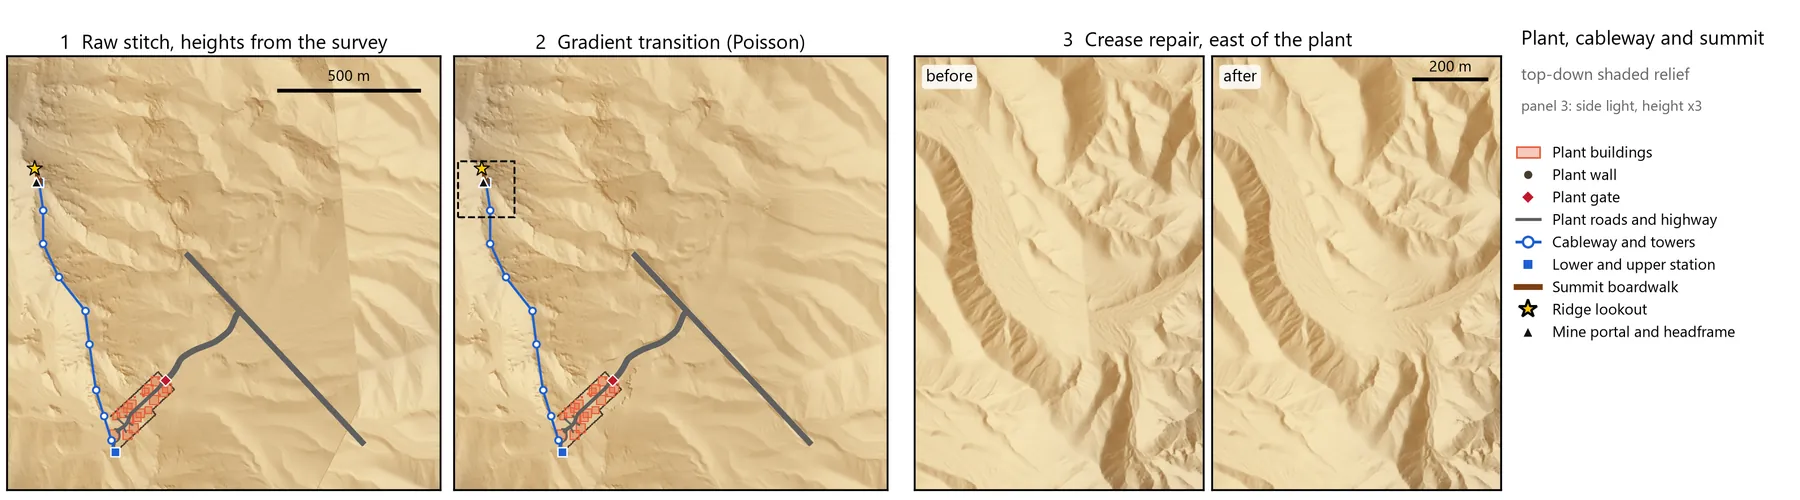 1 Raw stitch, heights from the survey
500 m
2 Gradient transition (Poisson)
3 Crease repair, east of the plant
before
after
200 m
Plant, cableway and summit
top-down shaded relief
panel 3: side light, height x3
Plant buildings
Plant wall
Plant gate
Plant roads and highway
Cableway and towers
Lower and upper station
Summit boardwalk
Ridge lookout
Mine portal and headframe